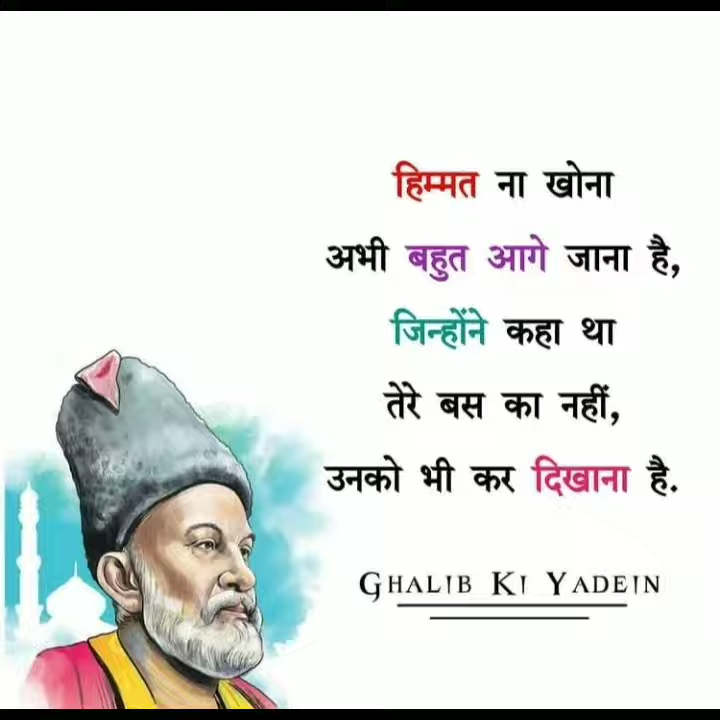 हिम्मत ना खोना
अभी बहुत आगे जाना है,
जिन्होंने कहा था
तेरे बस का नहीं,
उनको भी कर दिखाना है.
GHALIB KI YADEIN